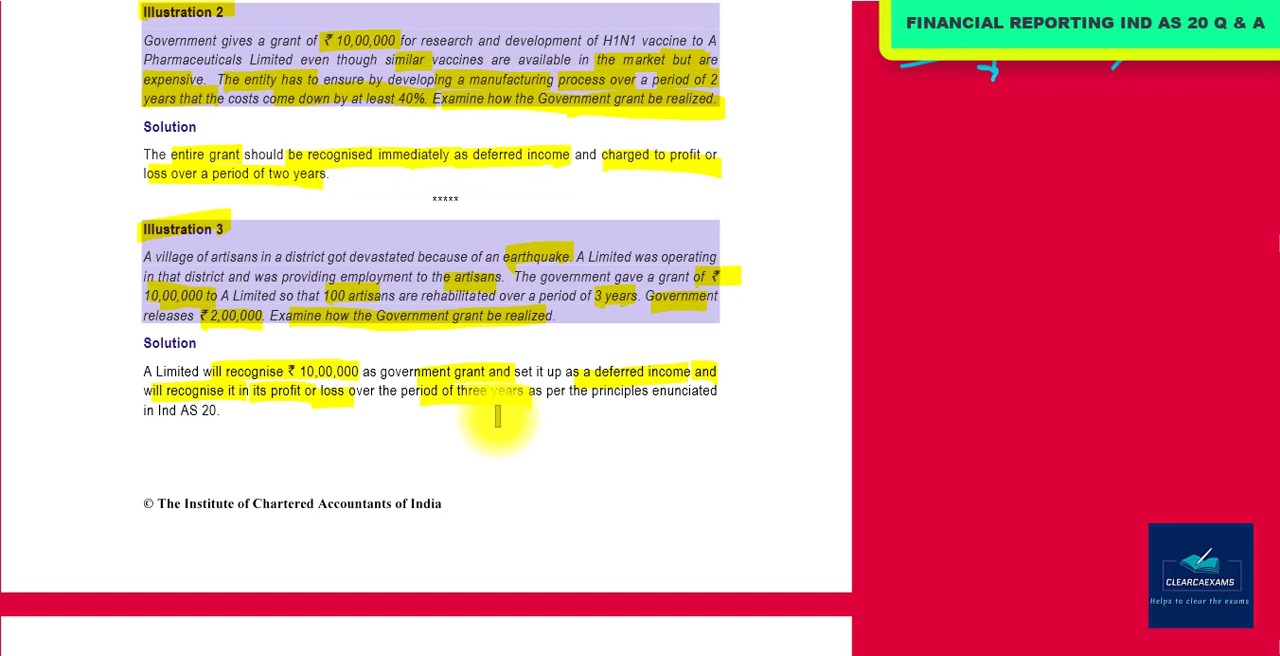 Illustration 2
Government gives a grant of ₹ 10,00,000 for research and development of H1N1 vaccine to A
Pharmaceuticals Limited even though similar vaccines are available in the market but are
expensive. The entity has to ensure by developing a manufacturing process over a period of 2
years that the costs come down by at least 40%. Examine how the Government grant be realized.
Solution
The entire grant should be recognised immediately as deferred income and charged to profit or
loss over a period of two years.
*****
Illustration 3
A village of artisans in a district got devastated because of an earthquake. A Limited was operating
in that district and was providing employment to the artisans. The government gave a grant of ₹
10,00,000 to A Limited so that 100 artisans are rehabilitated over a period of 3 years. Government
releases ₹ 2,00,000. Examine how the Government grant be realized.
Solution
A Limited will recognise ₹ 10,00,000 as government grant and set it up as a deferred income and
will recognise it in its profit or loss over the period of three years as per the principles enunciated
in Ind AS 20.
© The Institute of Chartered Accountants of India
FINANCIAL REPORTING IND AS 20 Q & A
CLEARCAEXAMS
Helps to clear the exams